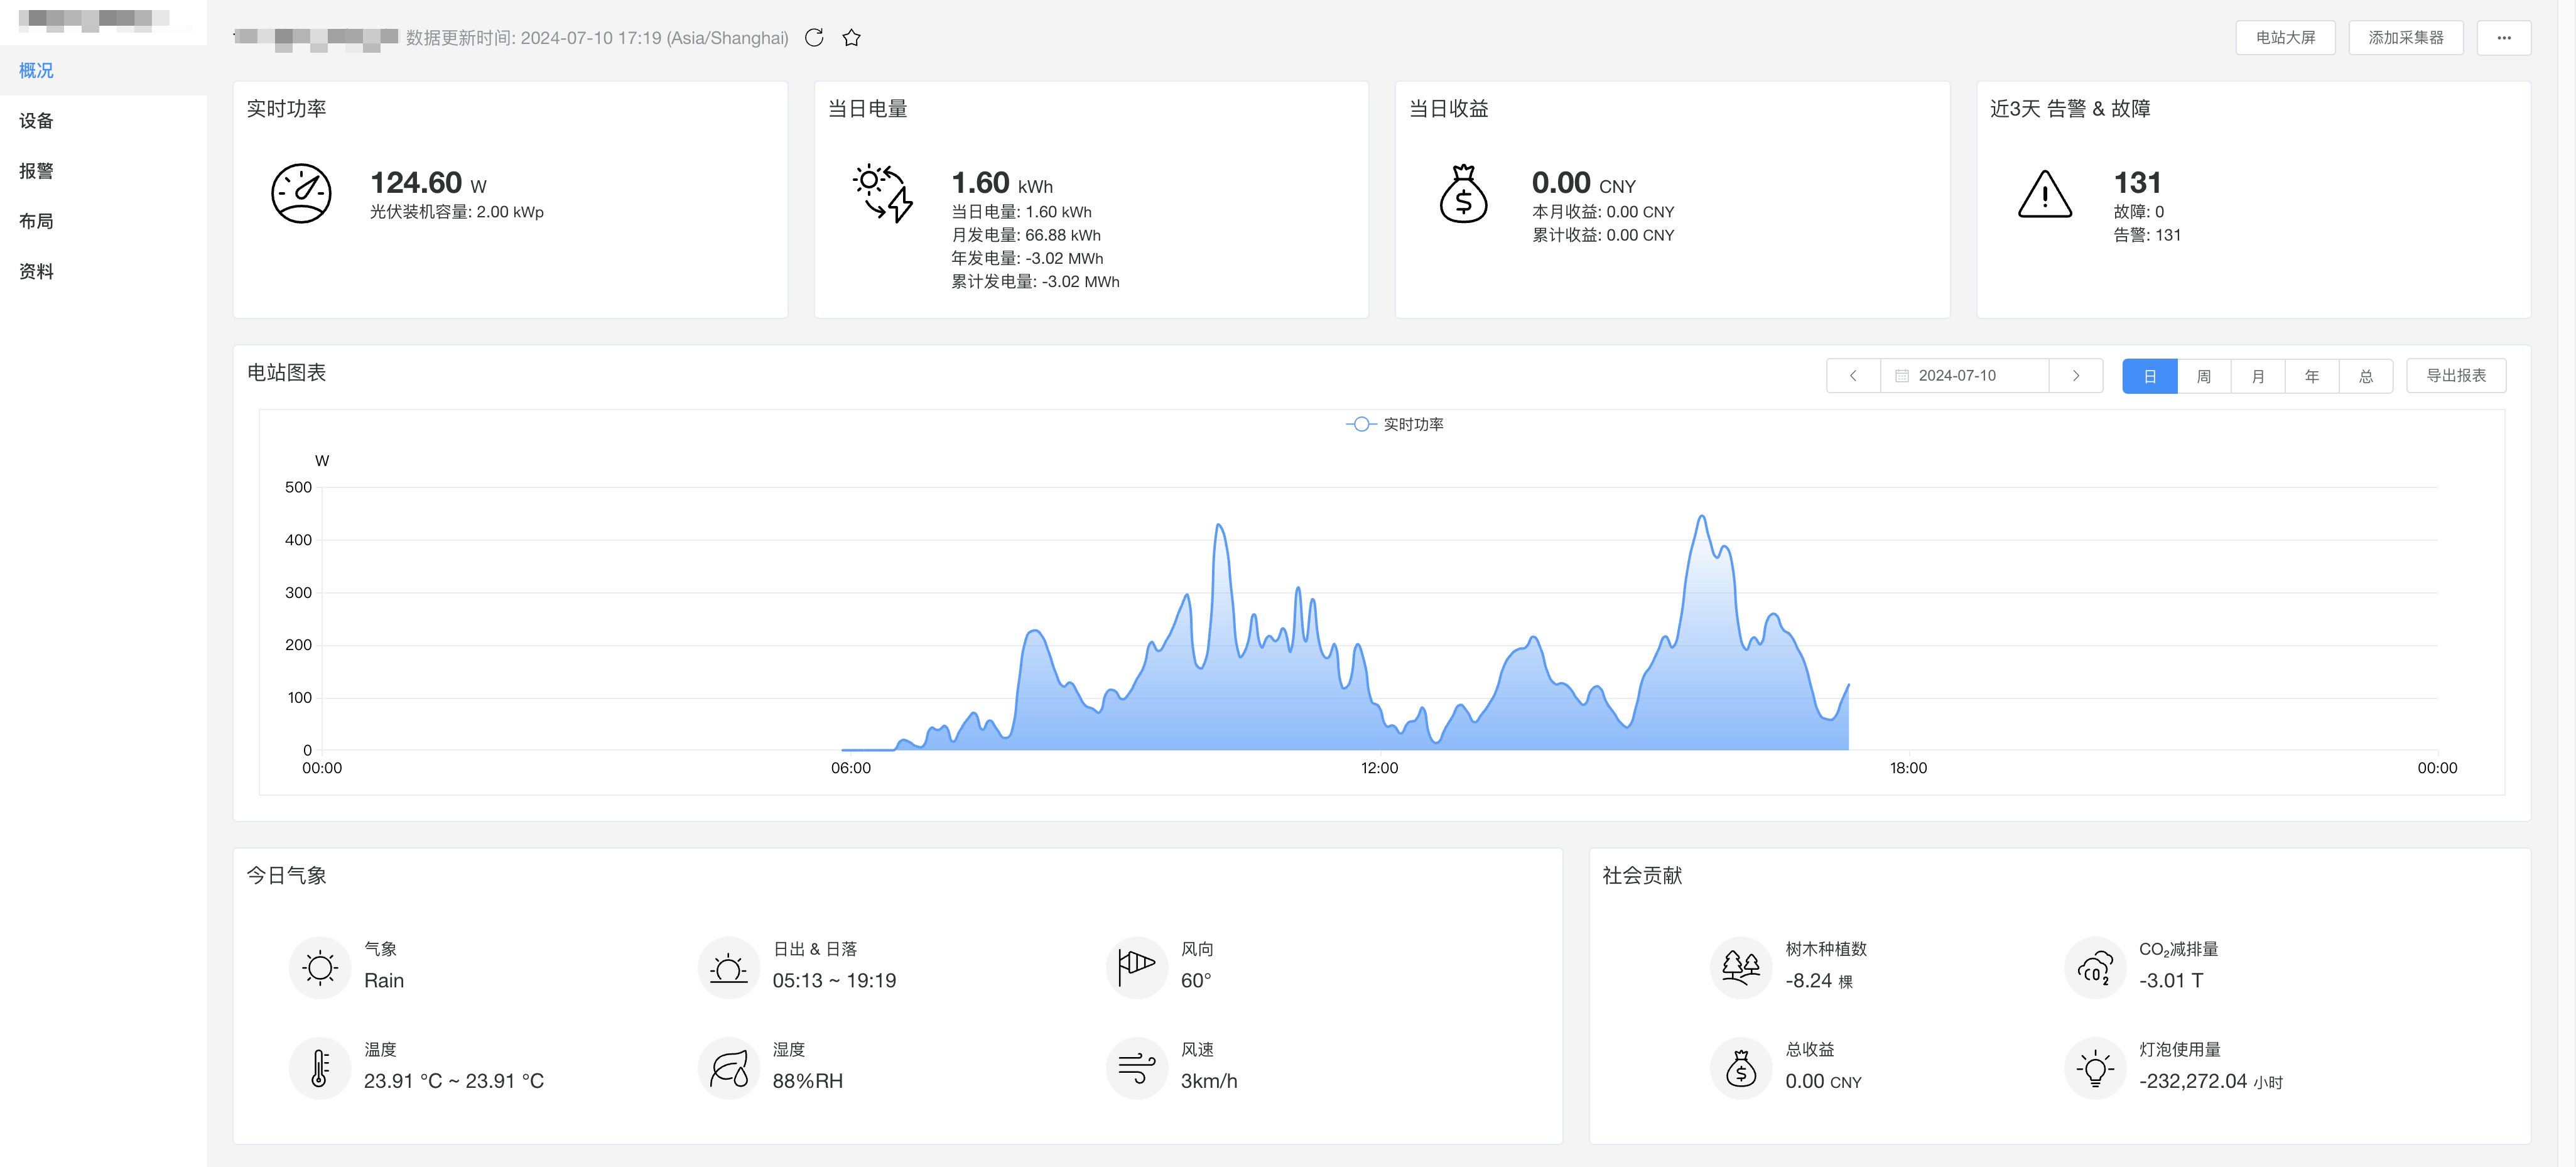 数据更新时间: 2024-07-10 17:19 (Asia/Shanghai)
电站大屏
添加采集器
···
概况
设备
报警
布局
资料
实时功率
124.60 W
光伏装机容量: 2.00 kWp
当日电量
1.60 kWh
当日电量: 1.60 kWh
月发电量: 66.88 kWh
年发电量: -3.02 MWh
累计发电量: -3.02 MWh
当日收益
0.00 CNY
本月收益: 0.00 CNY
累计收益: 0.00 CNY
近3天 告警 & 故障
131
故障: 0
告警: 131
电站图表
2024-07-10
日 周 月 年 总
导出报表
实时功率
W
500
400
300
200
100
0
00:00 06:00 12:00 18:00 00:00
今日气象
气象
Rain
日出 & 日落
05:13 ~ 19:19
风向
60°
温度
23.91 °C ~ 23.91 °C
湿度
88%RH
风速
3km/h
社会贡献
树木种植数
-8.24 棵
CO₂减排量
-3.01 T
总收益
0.00 CNY
灯泡使用量
-232,272.04 小时